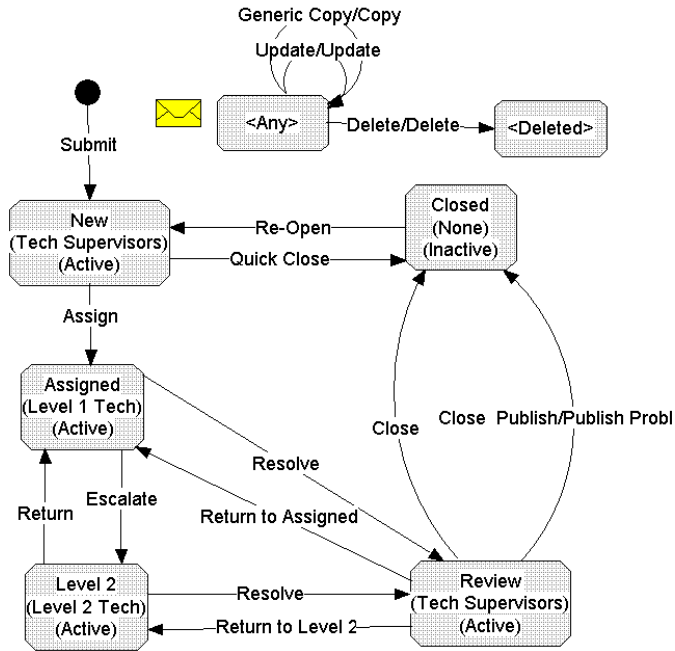 Generic Copy/Copy
Update/Update
<Any>
Delete/Delete
<Deleted>
Submit
New
(Tech Supervisors)
(Active)
Re-Open
Quick Close
Closed
(None)
(Inactive)
Assign
Assigned
(Level 1 Tech)
(Active)
Close
Close Publish/Publish Probl
Resolve
Return to Assigned
Return
Escalate
Level 2
(Level 2 Tech)
(Active)
Resolve
Return to Level 2
Review
(Tech Supervisors)
(Active)